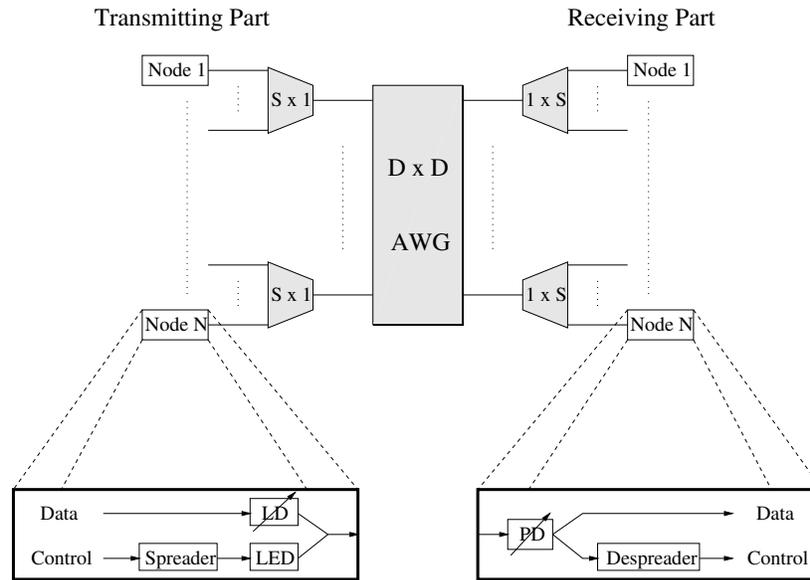 Transmitting Part
Receiving Part
Node 1
Node 1
S x 1
1 x S
D x D
AWG
S x 1
1 x S
Node N
Node N
Data
LD
Control
Spreader
LED
PD
Data
Despreader
Control